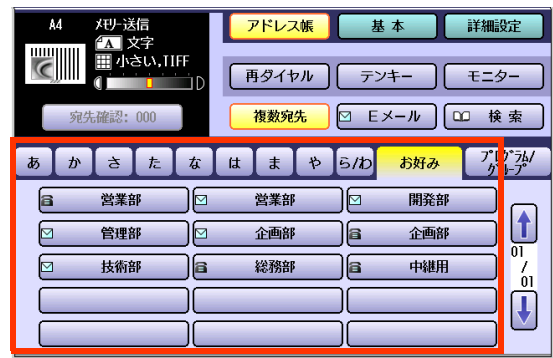 A4 ﾒﾓﾘｰ送信
A 文字
小さい,TIFF
宛先確認: 000
アドレス帳 基本 詳細設定
再ダイヤル テンキー モニター
複数宛先 Eメール 検索
あ か さ た な は ま や ら/わ お好み ﾌﾟﾛｸﾞﾗﾑ/
ｸﾞﾙｰﾌﾟ
営業部 営業部 開発部
管理部 企画部 企画部
技術部 総務部 中継用
01
/
01